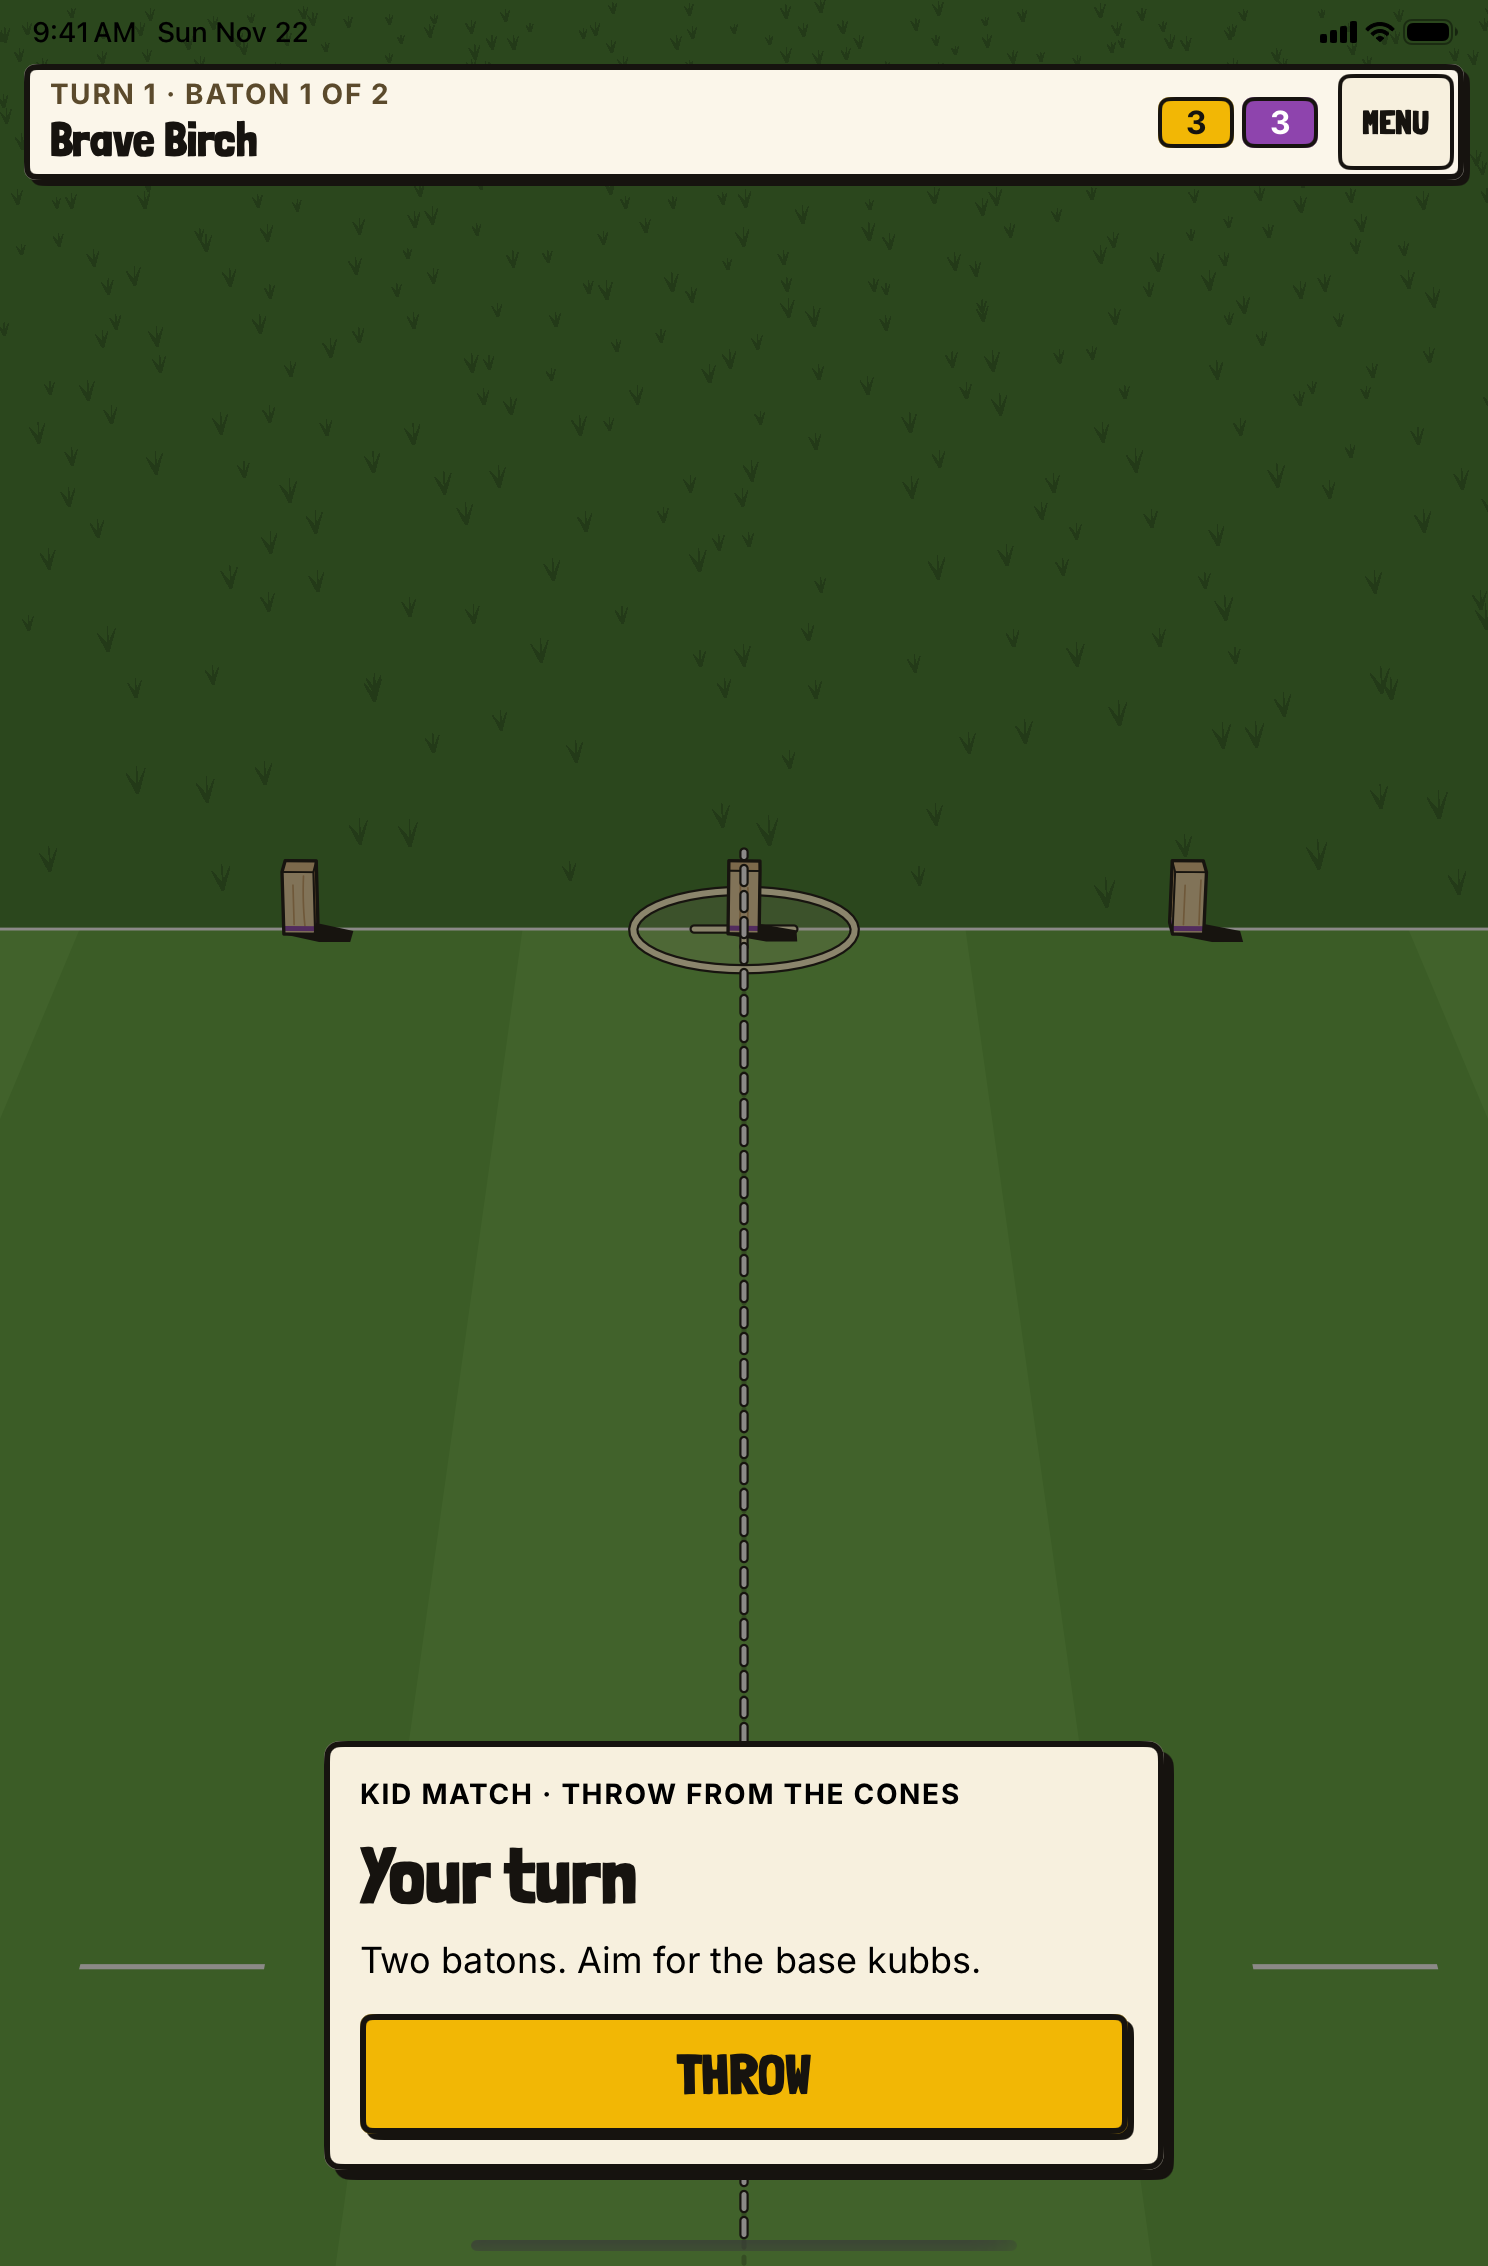 9:41 AM Sun Nov 22
TURN 1 · BATON 1 OF 2
Brave Birch
3 3 MENU
KID MATCH · THROW FROM THE CONES
Your turn
Two batons. Aim for the base kubbs.
THROW